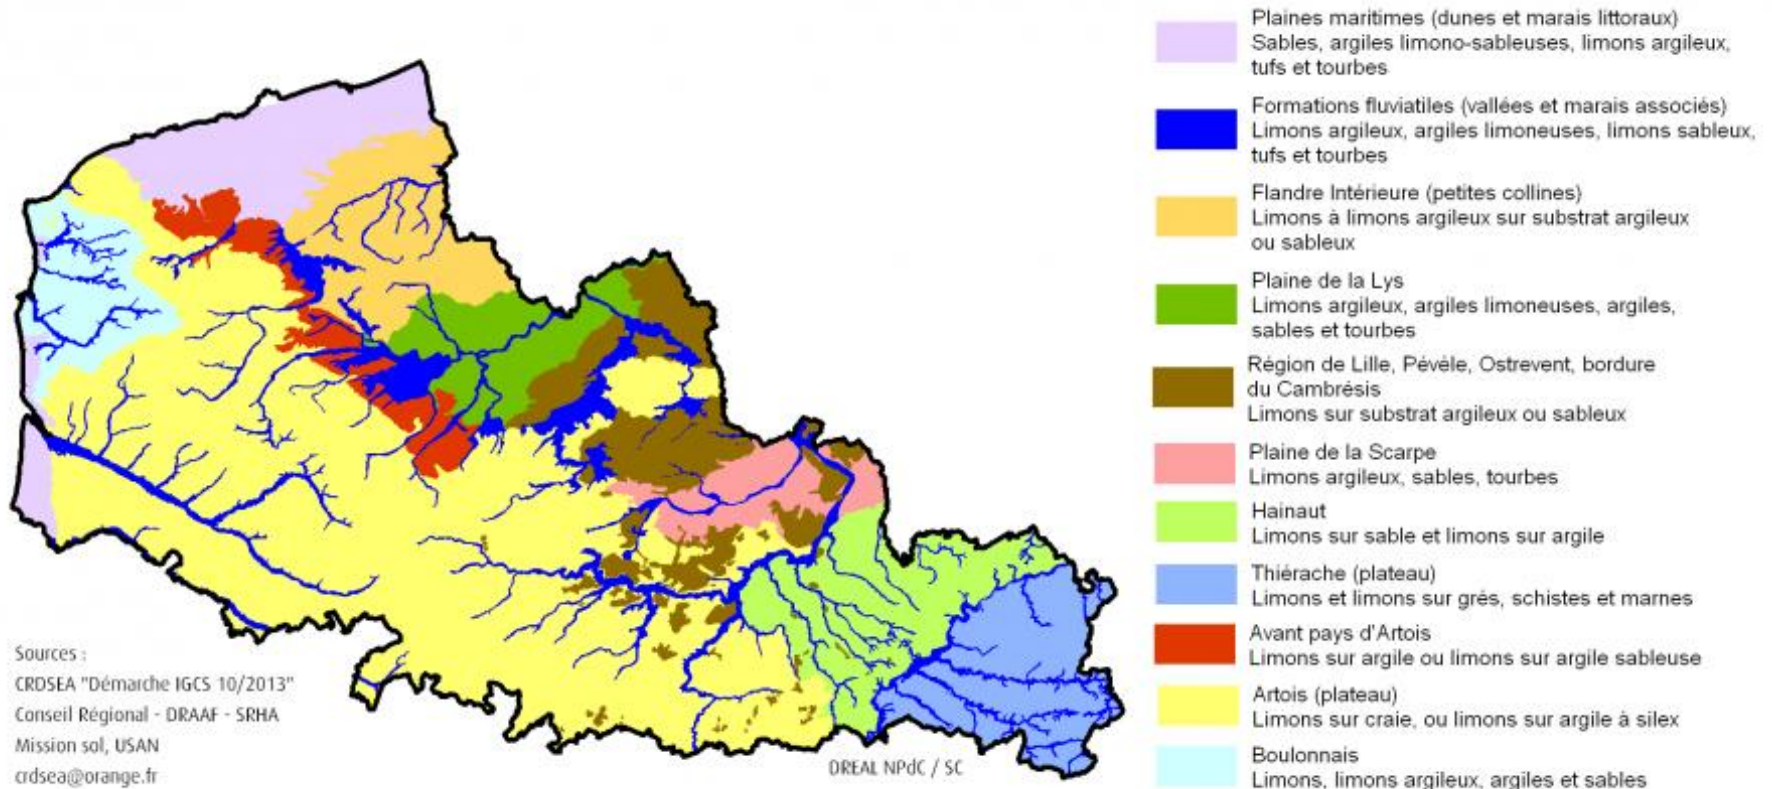 Plaines maritimes (dunes et marais littoraux)
Sables, argiles limono-sableuses, limons argileux,
tufs et tourbes
Formations fluviatiles (vallées et marais associés)
Limons argileux, argiles limoneuses, limons sableux,
tufs et tourbes
Flandre Intérieure (petites collines)
Limons à limons argileux sur substrat argileux
ou sableux
Plaine de la Lys
Limons argileux, argiles limoneuses, argiles,
sables et tourbes
Région de Lille, Pévèle, Ostrevent, bordure
du Cambrésis
Limons sur substrat argileux ou sableux
Plaine de la Scarpe
Limons argileux, sables, tourbes
Hainaut
Limons sur sable et limons sur argile
Thiérache (plateau)
Limons et limons sur grés, schistes et marnes
Avant pays d'Artois
Limons sur argile ou limons sur argile sableuse
Artois (plateau)
Limons sur craie, ou limons sur argile à silex
Boulonnais
Limons, limons argileux, argiles et sables
Sources :
CRDSEA "Démarche IGCS 10/2013"
Conseil Régional - DRAAF - SRHA
Mission sol, USAN
crdsea@orange.fr
DREAL NPdC / SC